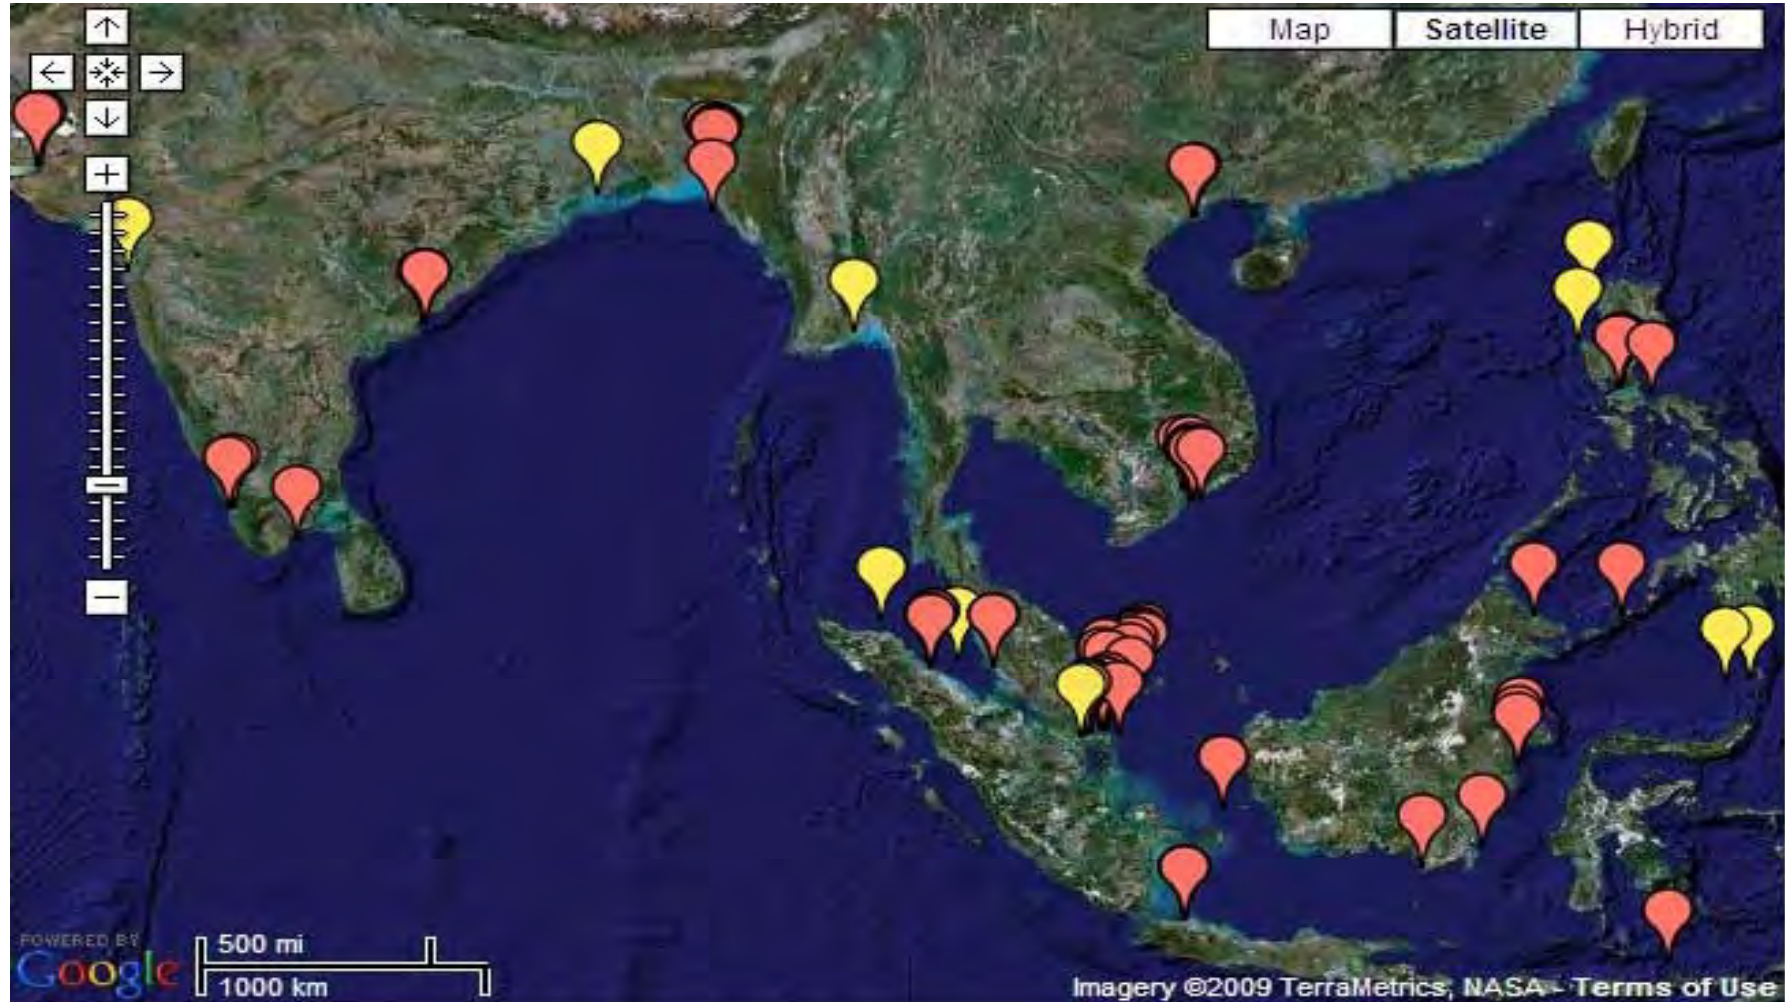 Map
Satellite
Hybrid
POWERED BY
Google
500 mi
1000 km
Imagery ©2009 TerraMetrics, NASA - Terms of Use